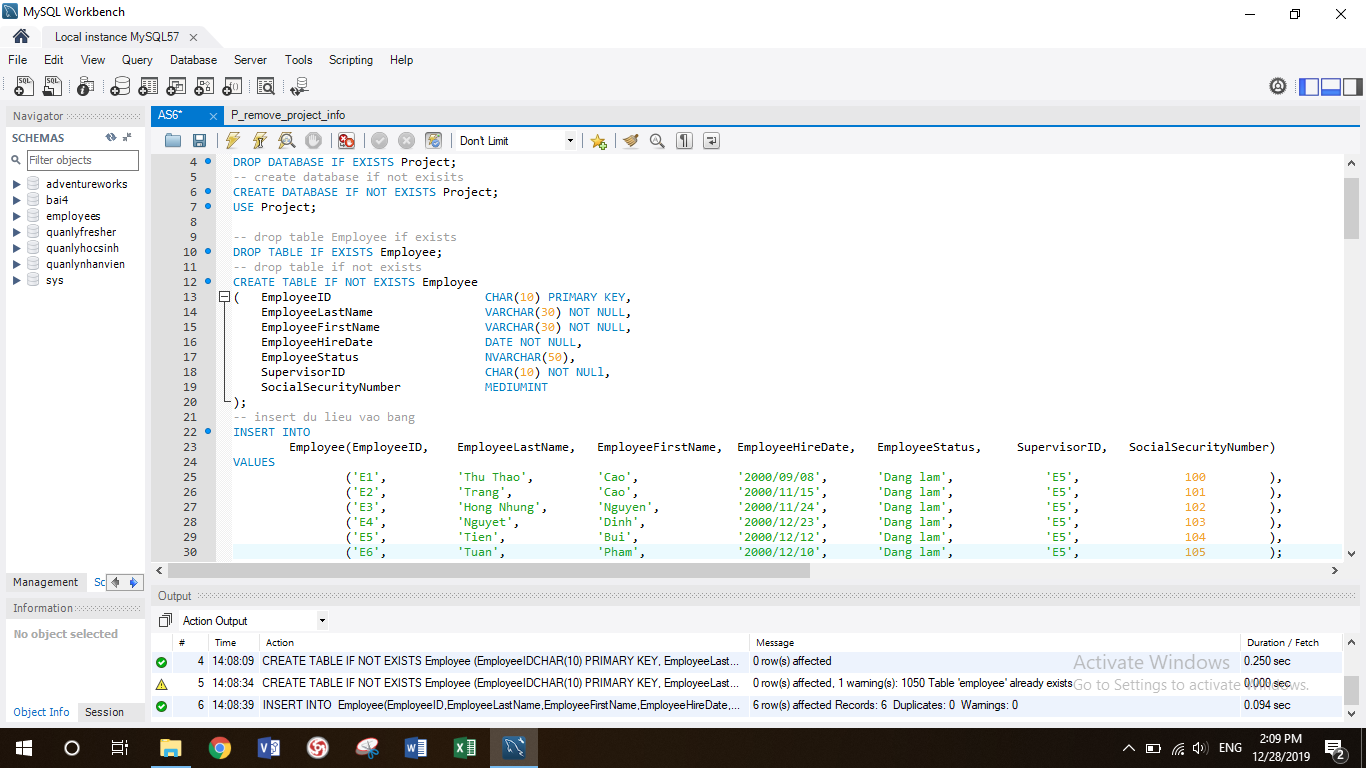 MySQL Workbench
Local instance MySQL57
File Edit View Query Database Server Tools Scripting Help
Navigator
SCHEMAS
Filter objects
adventureworks
bai4
employees
quanlyfresher
quanlyhocsinh
quanlynhanvien
sys
Management Sc
Information
No object selected
Object Info Session
AS6* P_remove_project_info
Don't Limit
4 DROP DATABASE IF EXISTS Project;
5 -- create database if not exisits
6 CREATE DATABASE IF NOT EXISTS Project;
7 USE Project;
8
9 -- drop table Employee if exists
10 DROP TABLE IF EXISTS Employee;
11 -- drop table if not exists
12 CREATE TABLE IF NOT EXISTS Employee
13 ( EmployeeID CHAR(10) PRIMARY KEY,
14 EmployeeLastName VARCHAR(30) NOT NULL,
15 EmployeeFirstName VARCHAR(30) NOT NULL,
16 EmployeeHireDate DATE NOT NULL,
17 EmployeeStatus NVARCHAR(50),
18 SupervisorID CHAR(10) NOT NULl,
19 SocialSecurityNumber MEDIUMINT
20 );
21 -- insert du lieu vao bang
22 INSERT INTO
23 Employee(EmployeeID, EmployeeLastName, EmployeeFirstName, EmployeeHireDate, EmployeeStatus, SupervisorID, SocialSecurityNumber)
24 VALUES
25 ('E1', 'Thu Thao', 'Cao', '2000/09/08', 'Dang lam', 'E5', 100 ),
26 ('E2', 'Trang', 'Cao', '2000/11/15', 'Dang lam', 'E5', 101 ),
27 ('E3', 'Hong Nhung', 'Nguyen', '2000/11/24', 'Dang lam', 'E5', 102 ),
28 ('E4', 'Nguyet', 'Dinh', '2000/12/23', 'Dang lam', 'E5', 103 ),
29 ('E5', 'Tien', 'Bui', '2000/12/12', 'Dang lam', 'E5', 104 ),
30 ('E6', 'Tuan', 'Pham', '2000/12/10', 'Dang lam', 'E5', 105 );
Output
Action Output
# Time Action Message Duration / Fetch
4 14:08:09 CREATE TABLE IF NOT EXISTS Employee (EmployeeIDCHAR(10) PRIMARY KEY, EmployeeLast... 0 row(s) affected 0.250 sec
5 14:08:34 CREATE TABLE IF NOT EXISTS Employee (EmployeeIDCHAR(10) PRIMARY KEY, EmployeeLast... 0 row(s) affected, 1 warning(s): 1050 Table 'employee' already exists 0.000 sec
6 14:08:39 INSERT INTO Employee(EmployeeID,EmployeeLastName,EmployeeFirstName,EmployeeHireDate,... 6 row(s) affected Records: 6 Duplicates: 0 Warnings: 0 0.094 sec
Activate Windows
Go to Settings to activate Windows.
ENG
2:09 PM
12/28/2019
2